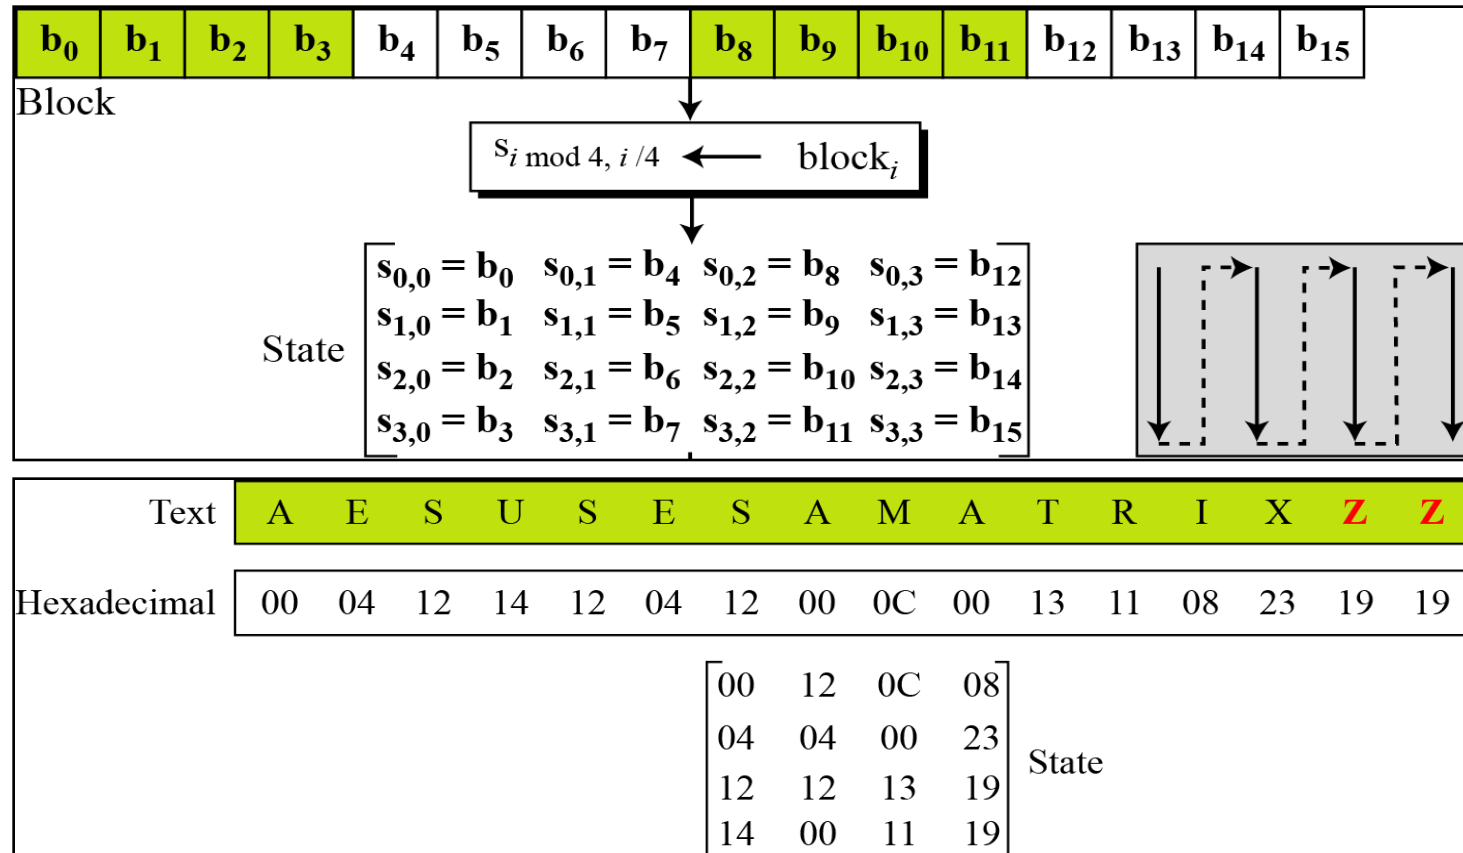 b0 b1 b2 b3 b4 b5 b6 b7 b8 b9 b10 b11 b12 b13 b14 b15
Block
si mod 4, i /4 ← blocki
s0,0 = b0 s0,1 = b4 s0,2 = b8 s0,3 = b12
s1,0 = b1 s1,1 = b5 s1,2 = b9 s1,3 = b13
State
s2,0 = b2 s2,1 = b6 s2,2 = b10 s2,3 = b14
s3,0 = b3 s3,1 = b7 s3,2 = b11 s3,3 = b15
Text A E S U S E S A M A T R I X Z Z
Hexadecimal 00 04 12 14 12 04 12 00 0C 00 13 11 08 23 19 19
00 12 0C 08
04 04 00 23
State
12 12 13 19
14 00 11 19